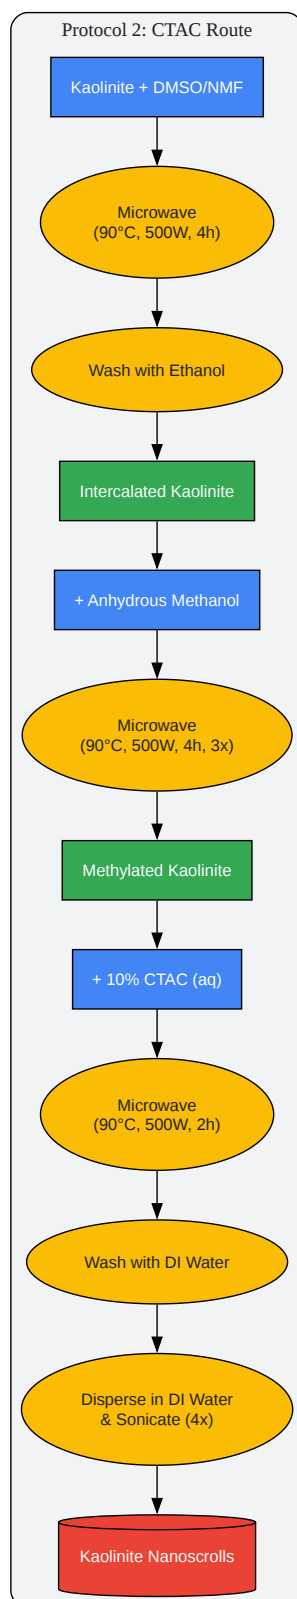 Protocol 2: CTAC Route
Kaolinite + DMSO/NMF
Microwave
(90°C, 500W, 4h)
Wash with Ethanol
Intercalated Kaolinite
+ Anhydrous Methanol
Microwave
(90°C, 500W, 4h, 3x)
Methylated Kaolinite
+ 10% CTAC (aq)
Microwave
(90°C, 500W, 2h)
Wash with DI Water
Disperse in DI Water
& Sonicate (4x)
Kaolinite Nanoscrolls